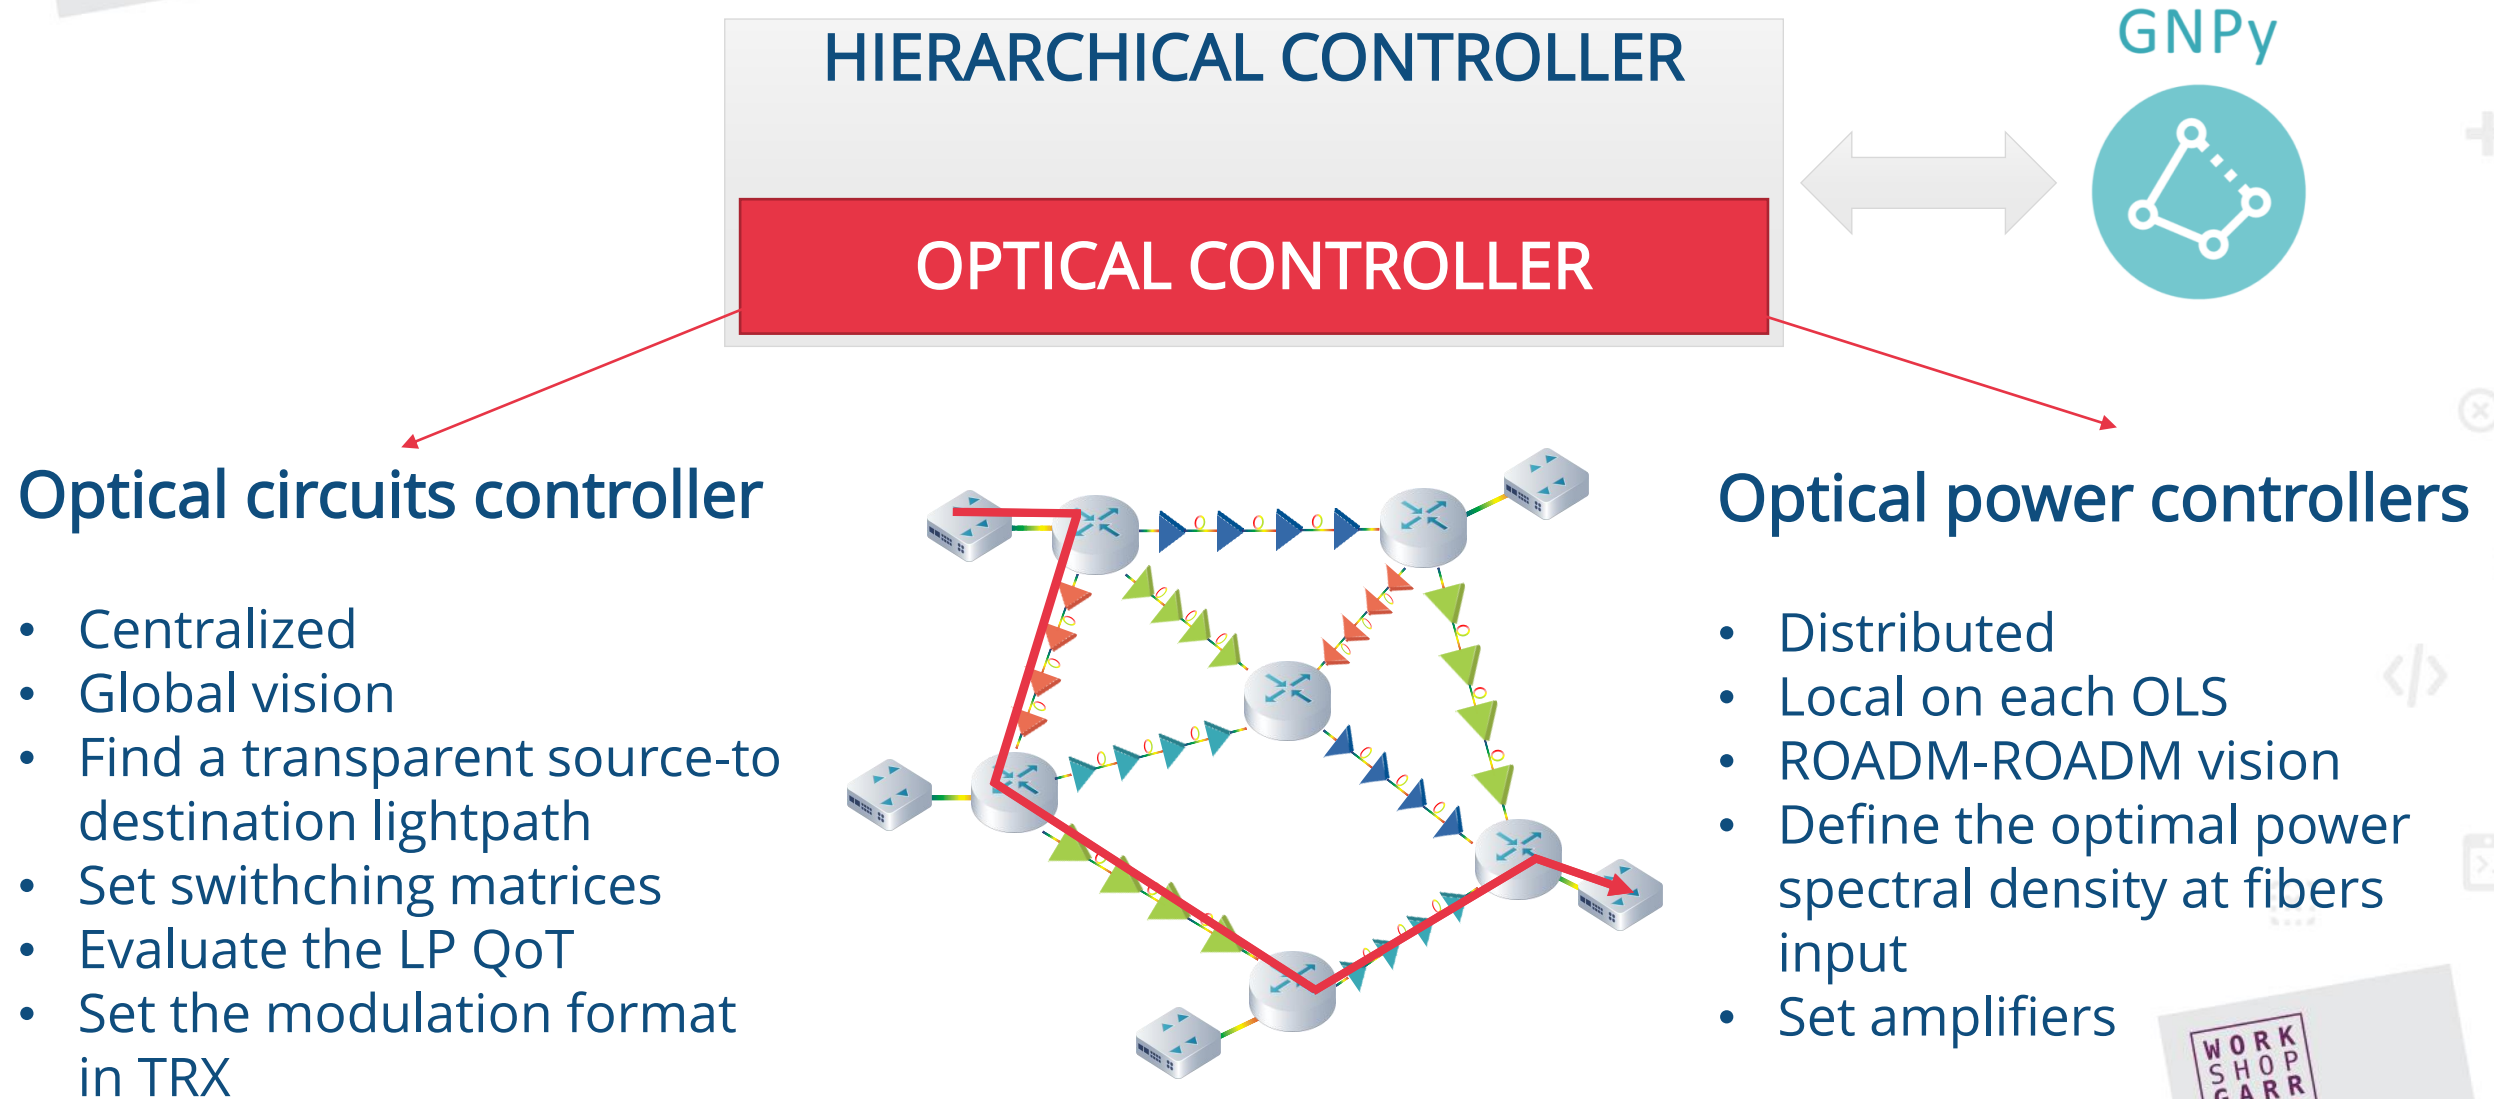 HIERARCHICAL CONTROLLER
GNPy
OPTICAL CONTROLLER
Optical circuits controller
• Centralized
• Global vision
• Find a transparent source-to
destination lightpath
• Set swithching matrices
• Evaluate the LP QoT
• Set the modulation format
in TRX
Optical power controllers
• Distributed
• Local on each OLS
• ROADM-ROADM vision
• Define the optimal power
spectral density at fibers
input
• Set amplifiers
WORK
SHOP
GARR